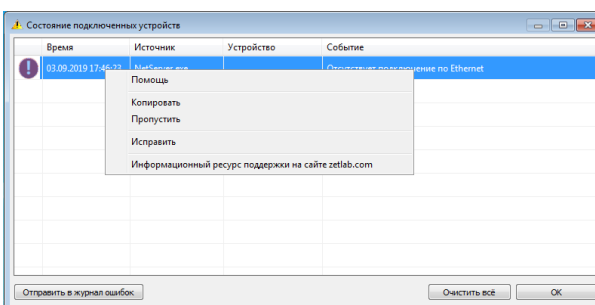 Состояние подключенных устройств
Время Источник Устройство Событие
03.09.2019 17:46:23 NetServer.exe Отсутствует подключение по Ethernet
Помощь
Копировать
Пропустить
Исправить
Информационный ресурс поддержки на сайте zetlab.com
Отправить в журнал ошибок Очистить всё OK